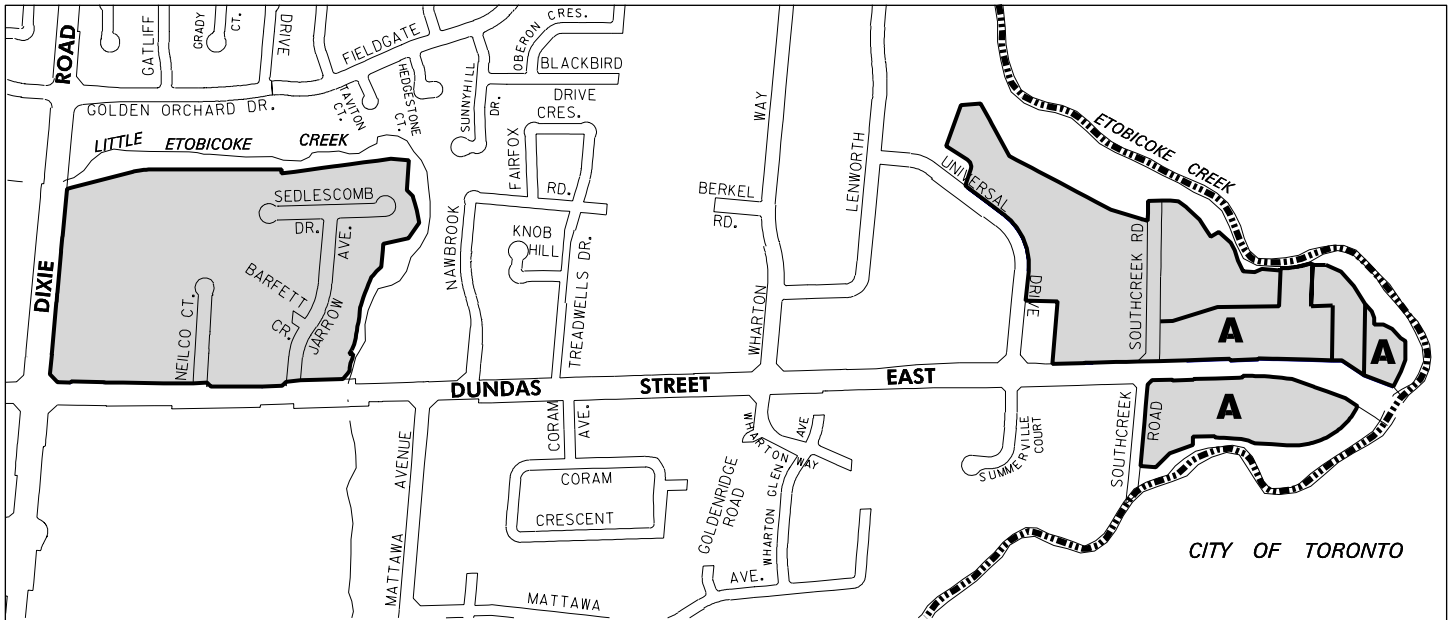 ROAD
GATLIFF
GRADY
CT.
DRIVE
FIELDGATE
OBERON CRES.
BLACKBIRD
DRIVE
GOLDEN ORCHARD DR.
TAVITON
CT.
HEDGESTONE
CT.
SUNNYHILL
DR.
CRES.
FAIRFOX
RD.
LITTLE ETOBICOKE CREEK
SEDLESCOMB
DR.
AVE.
BARFETT
CR.
JARROW
NEILCO CT.
DIXIE
NAWBROOK
KNOB
HILL
TREADWELLS DR.
BERKEL
RD.
WAY
WHARTON
LENWORTH
UNIVERSAL
DRIVE
ETOBICOKE CREEK
SOUTHCREEK RD
A
A
DUNDAS STREET EAST
A
SOUTHCREEK
ROAD
CORAM
AVE.
MATTAWA AVENUE
CORAM
CRESCENT
WHARTON WAY
AVE
GOLDENRIDGE
ROAD
WHARTON GLEN
AVE.
SUMMERVILLE
COURT
MATTAWA
CITY OF TORONTO